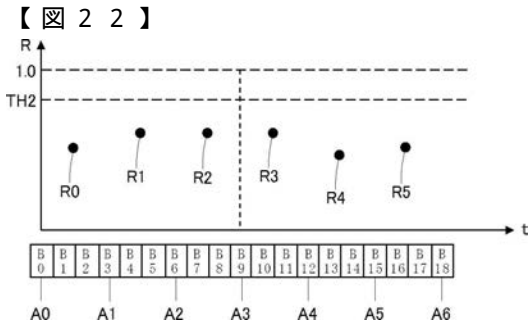 【図２２】
R
1.0
TH2
R0 R1 R2 R3 R4 R5
t
B0 B1 B2 B3 B4 B5 B6 B7 B8 B9 B10 B11 B12 B13 B14 B15 B16 B17 B18
A0 A1 A2 A3 A4 A5 A6